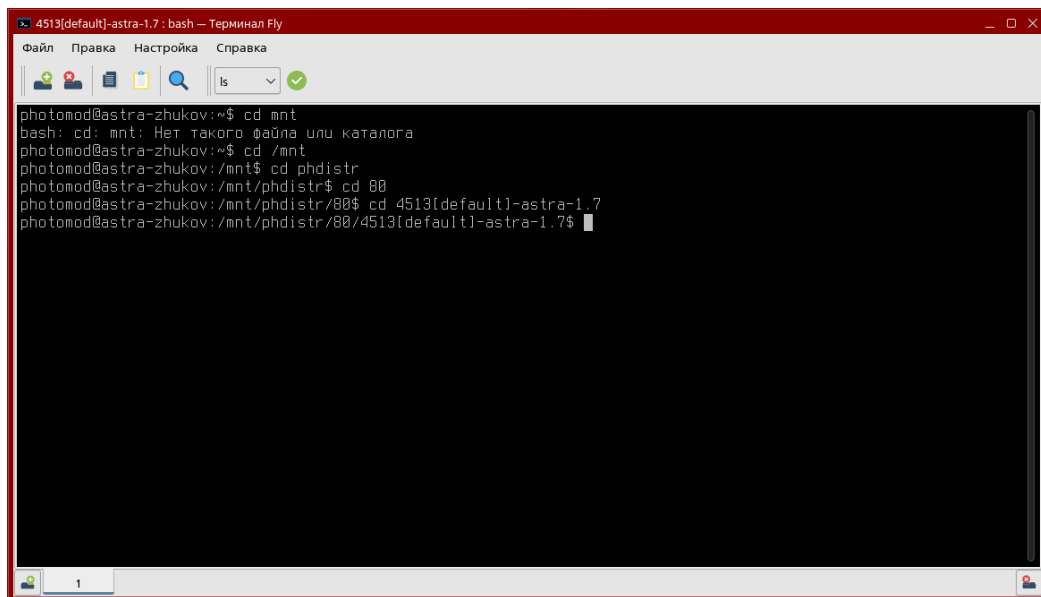 4513[default]-astra-1.7 : bash — Терминал Fly
Файл Правка Настройка Справка
ls
photomod@astra-zhukov:~$ cd mnt
bash: cd: mnt: Нет такого файла или каталога
photomod@astra-zhukov:~$ cd /mnt
photomod@astra-zhukov:/mnt$ cd phdistr
photomod@astra-zhukov:/mnt/phdistr$ cd 80
photomod@astra-zhukov:/mnt/phdistr/80$ cd 4513[default]-astra-1.7
photomod@astra-zhukov:/mnt/phdistr/80/4513[default]-astra-1.7$
1